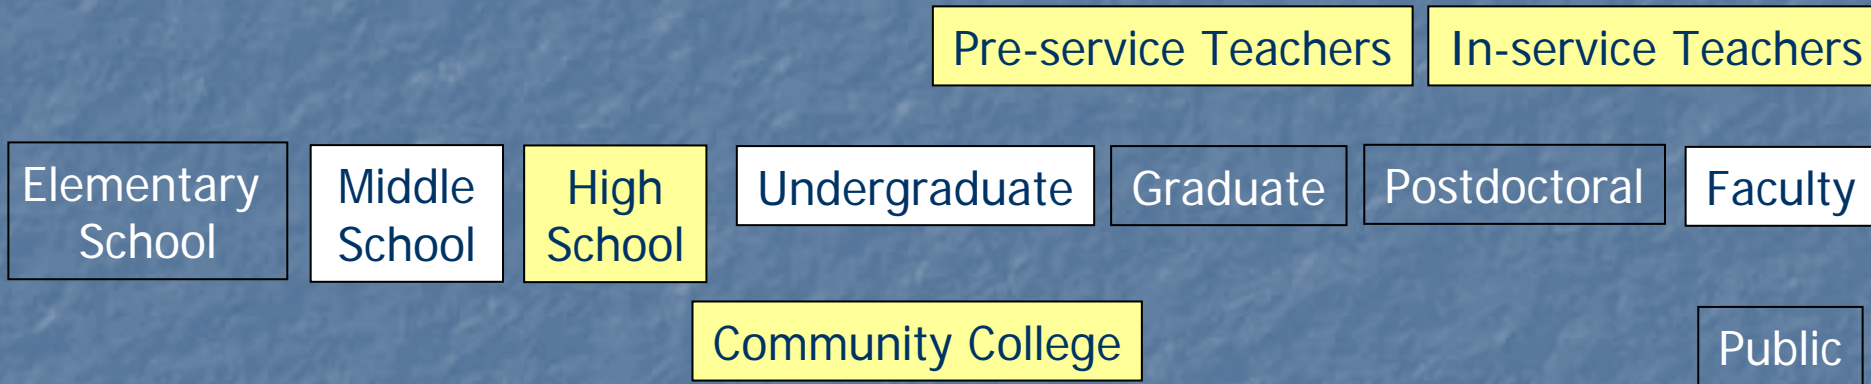 Pre-service Teachers
In-service Teachers
Elementary
School
Middle
School
High
School
Undergraduate
Graduate
Postdoctoral
Faculty
Community College
Public